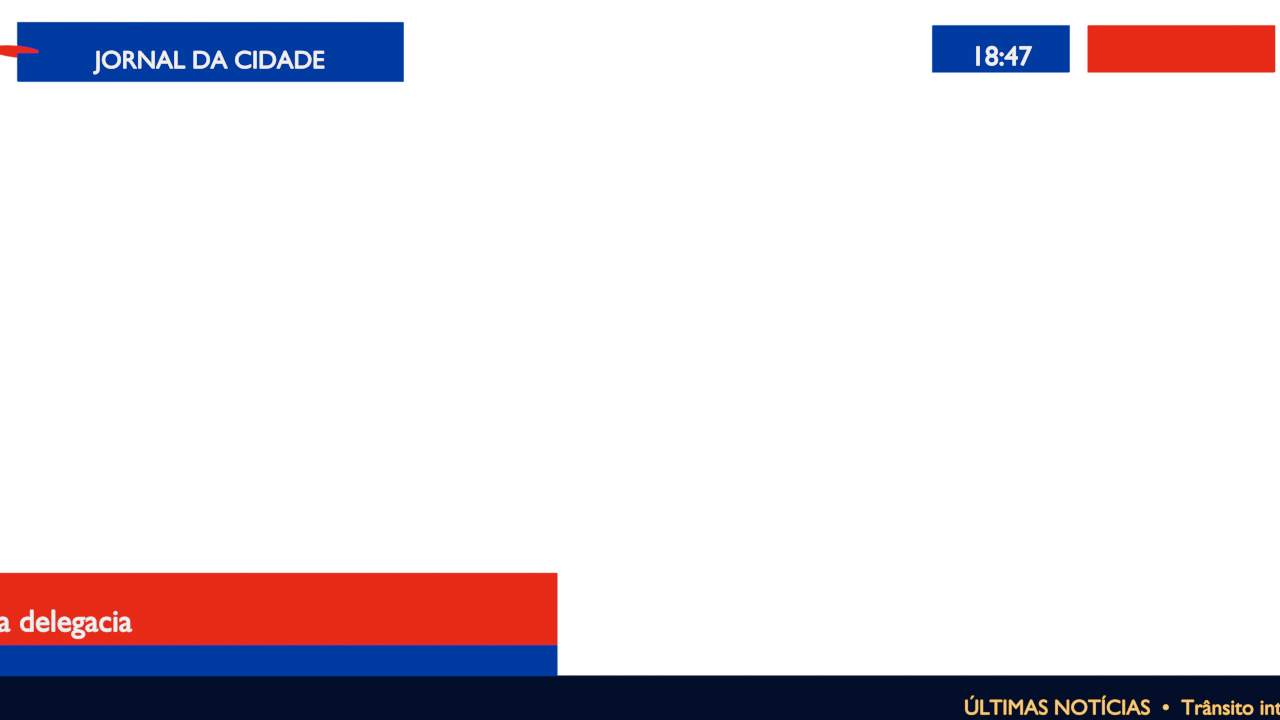 JORNAL DA CIDADE
18:47
a delegacia
ÚLTIMAS NOTÍCIAS • Trânsito int